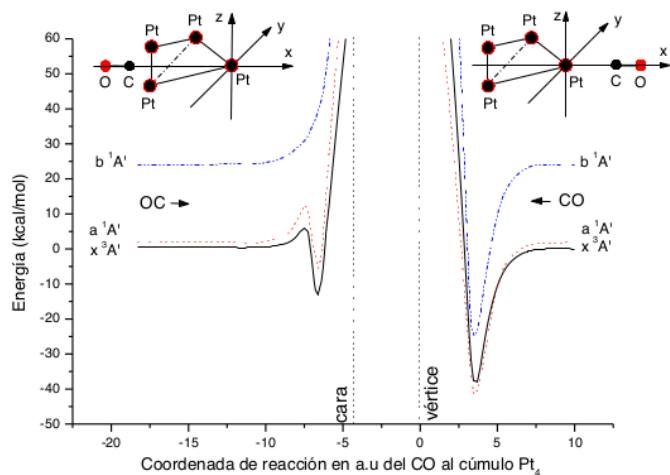 60
50
40
30
20
10
0
-10
-20
-30
-40
-50
Energía (kcal/mol)
-20
-15
-10
-5
0
5
10
Coordenada de reacción en a.u del CO al cúmulo Pt₄
z
y
x
Pt
Pt
Pt
Pt
O
C
z
y
x
Pt
Pt
Pt
Pt
C
O
b ¹A'
OC →
a ¹A'
x ³A'
b ¹A'
← CO
a ¹A'
x ³A'
cara
vértice